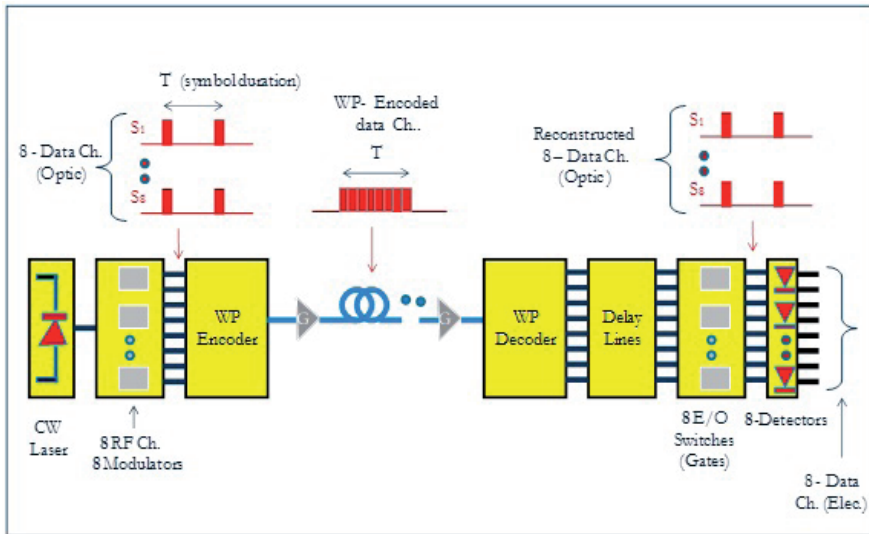 T (symbol duration)
S1
8 - Data Ch.
(Optic)
S8
WP- Encoded
data Ch..
T
Reconstructed
8 – Data Ch.
(Optic)
S1
S8
WP
Encoder
G
G
WP
Decoder
Delay
Lines
CW
Laser
8 RF Ch.
8 Modulators
8 E/O
Switches
(Gates)
8-Detectors
8 - Data
Ch. (Elec.)